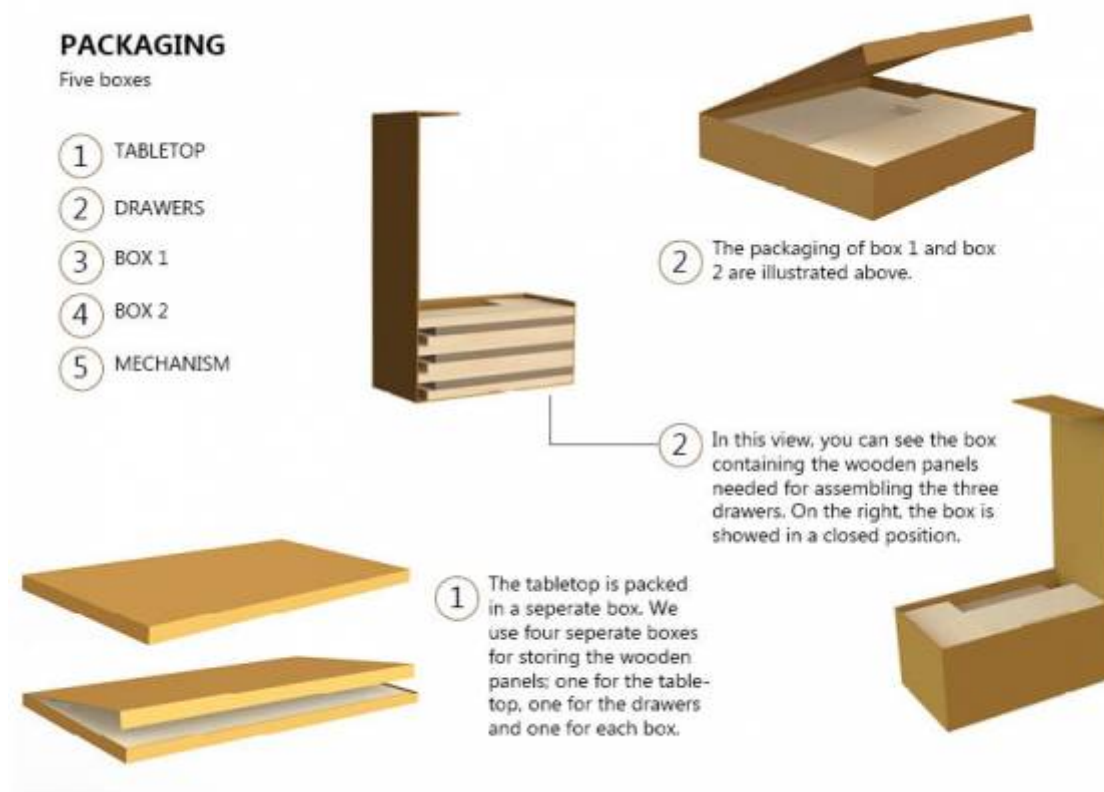 PACKAGING
Five boxes
1 TABLETOP
2 DRAWERS
3 BOX 1
4 BOX 2
5 MECHANISM
2 The packaging of box 1 and box
2 are illustrated above.
2 In this view, you can see the box
containing the wooden panels
needed for assembling the three
drawers. On the right, the box is
showed in a closed position.
1 The tabletop is packed
in a seperate box. We
use four seperate boxes
for storing the wooden
panels; one for the table-
top, one for the drawers
and one for each box.